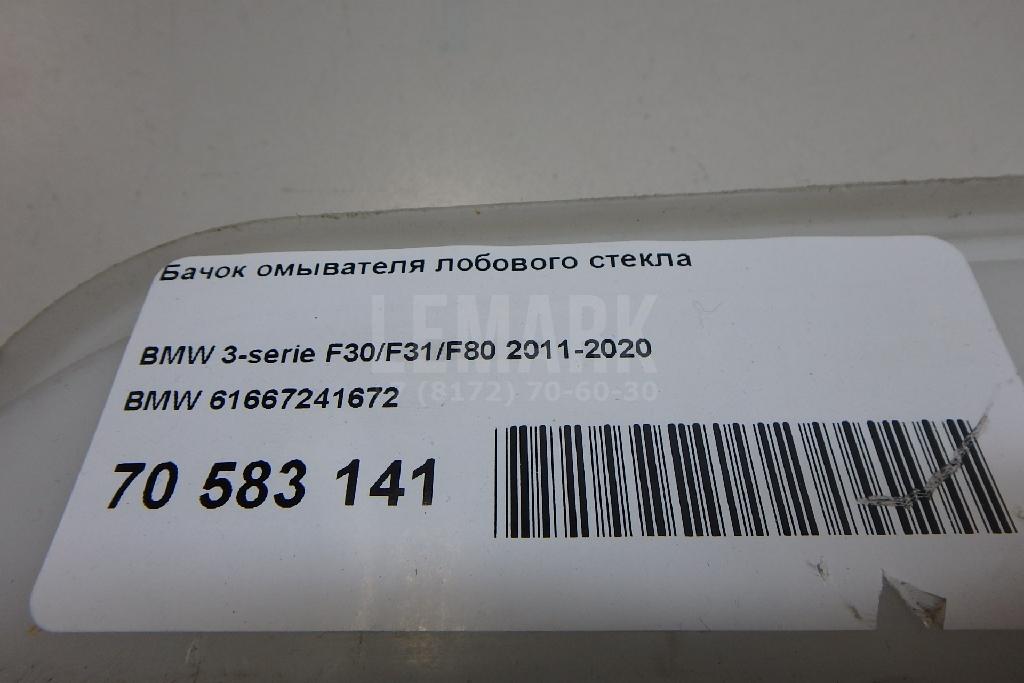 Бачок омывателя лобового стекла
LEMARK
BMW 3-serie F30/F31/F80 2011-2020
BMW 61667241672
7 (8172) 70-60-30
70 583 141